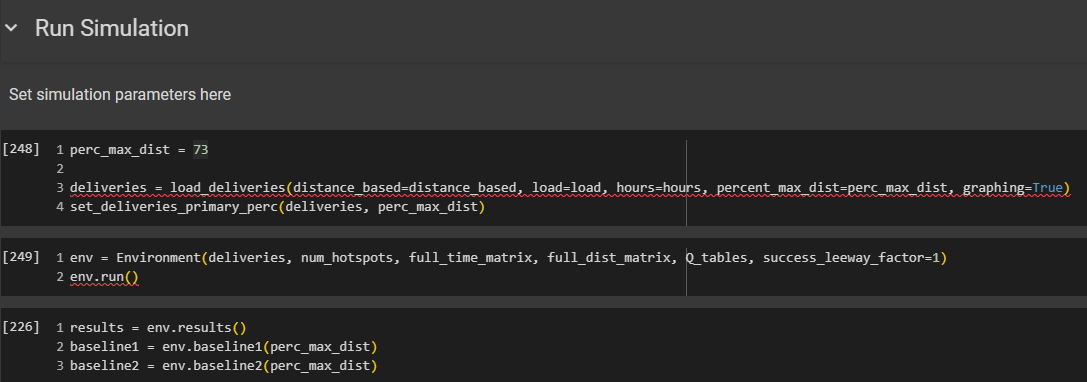 Run Simulation
Set simulation parameters here
[248] 1 perc_max_dist = 73
2
3 deliveries = load_deliveries(distance_based=distance_based, load=load, hours=hours, percent_max_dist=perc_max_dist, graphing=True)
4 set_deliveries_primary_perc(deliveries, perc_max_dist)
[249] 1 env = Environment(deliveries, num_hotspots, full_time_matrix, full_dist_matrix, Q_tables, success_leeway_factor=1)
2 env.run()
[226] 1 results = env.results()
2 baseline1 = env.baseline1(perc_max_dist)
3 baseline2 = env.baseline2(perc_max_dist)